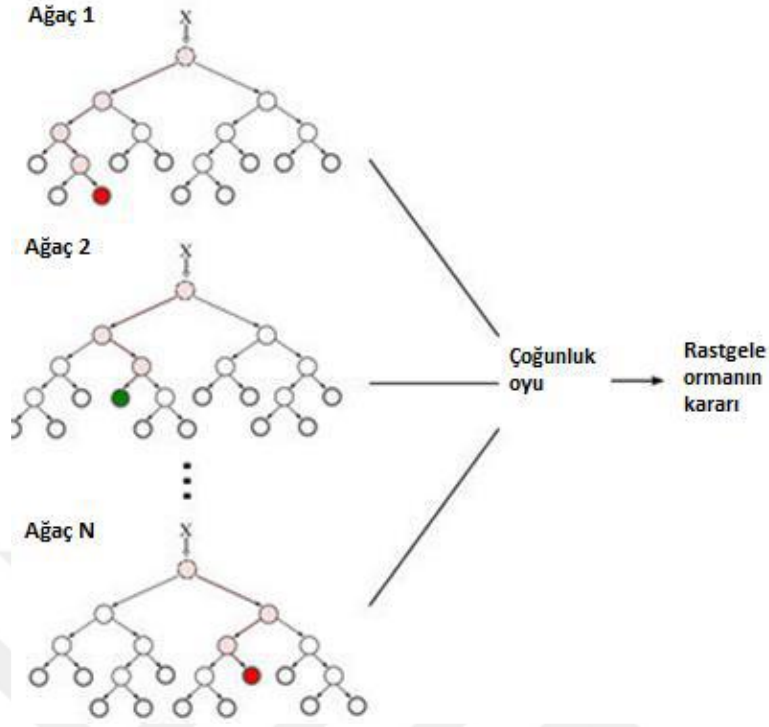 Ağaç 1
X
Ağaç 2
X
Çoğunluk
oyu
Rastgele
ormanın
kararı
Ağaç N
X